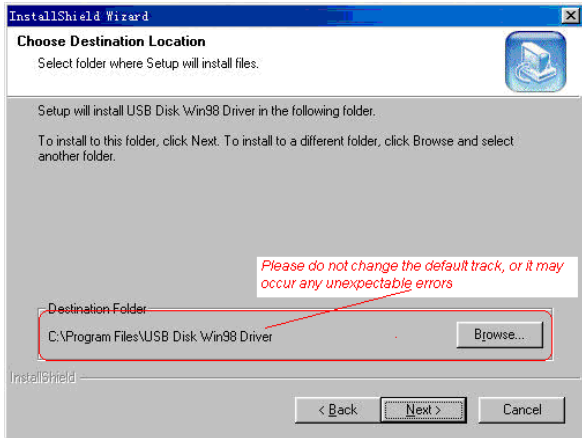 InstallShield Wizard
Choose Destination Location
Select folder where Setup will install files.
Setup will install USB Disk Win98 Driver in the following folder.
To install to this folder, click Next. To install to a different folder, click Browse and select
another folder.
Please do not change the default track, or it may
occur any unexpectable errors
Destination Folder
C:\Program Files\USB Disk Win98 Driver
Browse...
InstallShield
< Back
Next >
Cancel